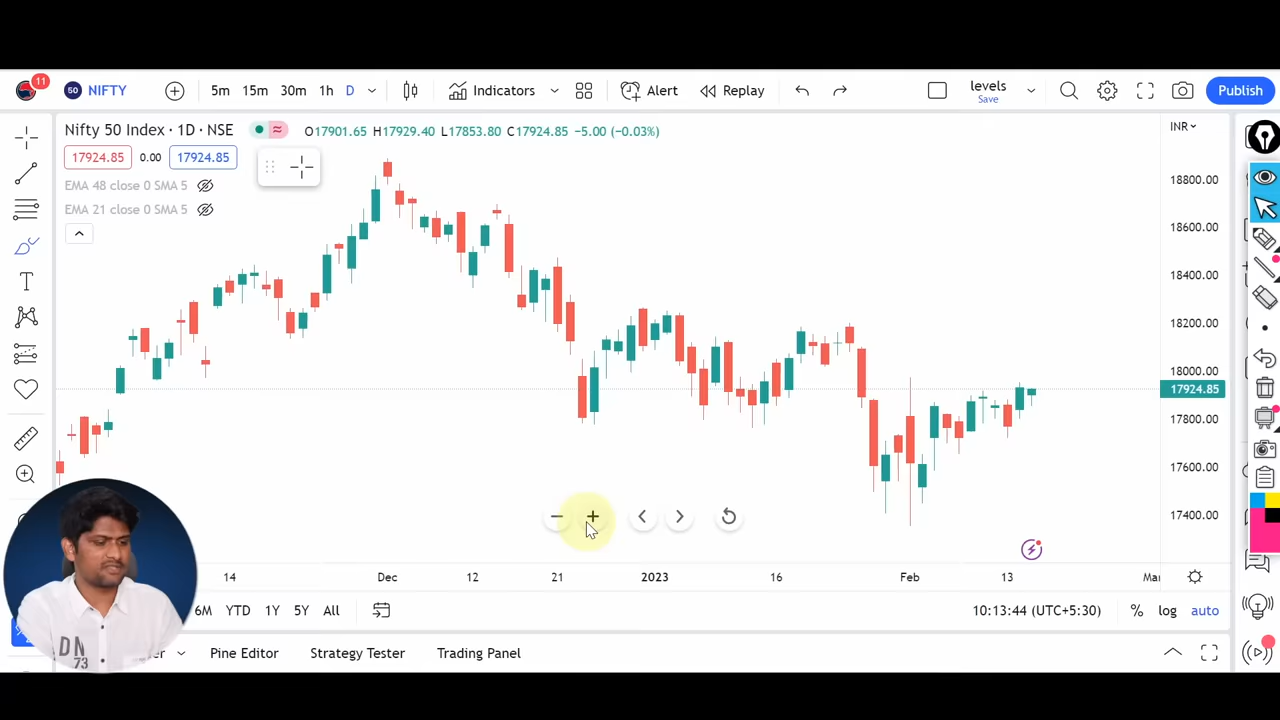 11
50 NIFTY 5m 15m 30m 1h D Indicators Alert Replay levels Save Publish
Nifty 50 Index · 1D · NSE O17901.65 H17929.40 L17853.80 C17924.85 −5.00 (−0.03%) INR
17924.85 0.00 17924.85
EMA 48 close 0 SMA 5
EMA 21 close 0 SMA 5
18800.00
18600.00
18400.00
18200.00
18000.00
17924.85
17800.00
17600.00
17400.00
14 Dec 12 21 2023 16 Feb 13 Mar
6M YTD 1Y 5Y All 10:13:44 (UTC+5:30) % log auto
Pine Editor Strategy Tester Trading Panel
DN
73